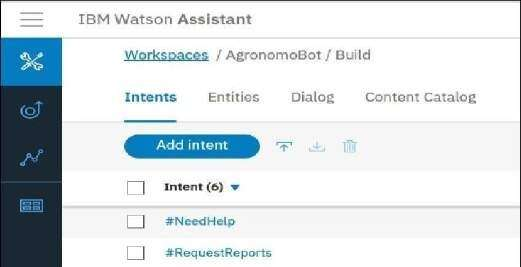 IBM Watson Assistant
Workspaces / AgronomoBot / Build
Intents Entities Dialog Content Catalog
Add intent
Intent (6)
#NeedHelp
#RequestReports